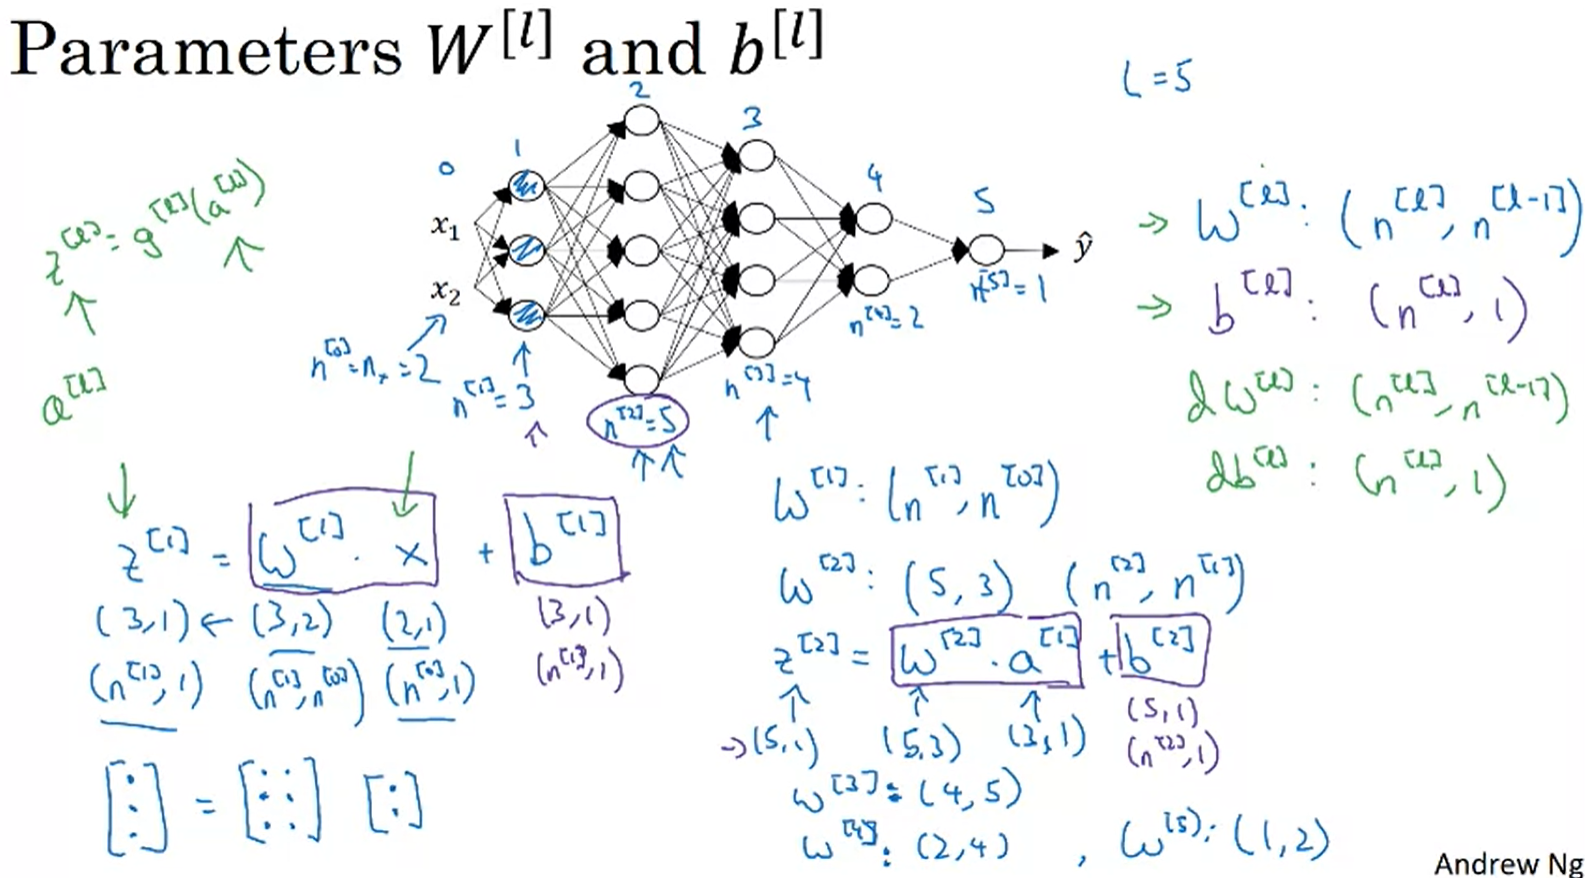 Parameters W^[l] and b^[l]
L = 5
0 1 2 3 4 5
x₁
x₂
ŷ
z^[l] = g^[l](a^[l])
a^[l]
n^[0] = nₓ = 2
n^[1] = 3
n^[2] = 5
n^[3] = 4
n^[4] = 2
n^[5] = 1
z^[1] = W^[1] · x + b^[1]
(3,1) ← (3,2) (2,1) (3,1)
(n^[1],1) (n^[1],n^[0]) (n^[0],1) (n^[1],1)
[ ⋮ ] = [ ⋮ ⋮ ] [ : ]
W^[1] : (n^[1], n^[0])
W^[2] : (5,3) (n^[2], n^[1])
z^[2] = W^[2] · a^[1] + b^[2]
→ (5,1) (5,3) (3,1) (5,1)
(n^[2],1)
W^[3] : (4,5)
W^[4] : (2,4) , W^[5] : (1,2)
→ W^[l] : (n^[l], n^[l-1])
→ b^[l] : (n^[l], 1)
dW^[l] : (n^[l], n^[l-1])
db^[l] : (n^[l], 1)
Andrew Ng